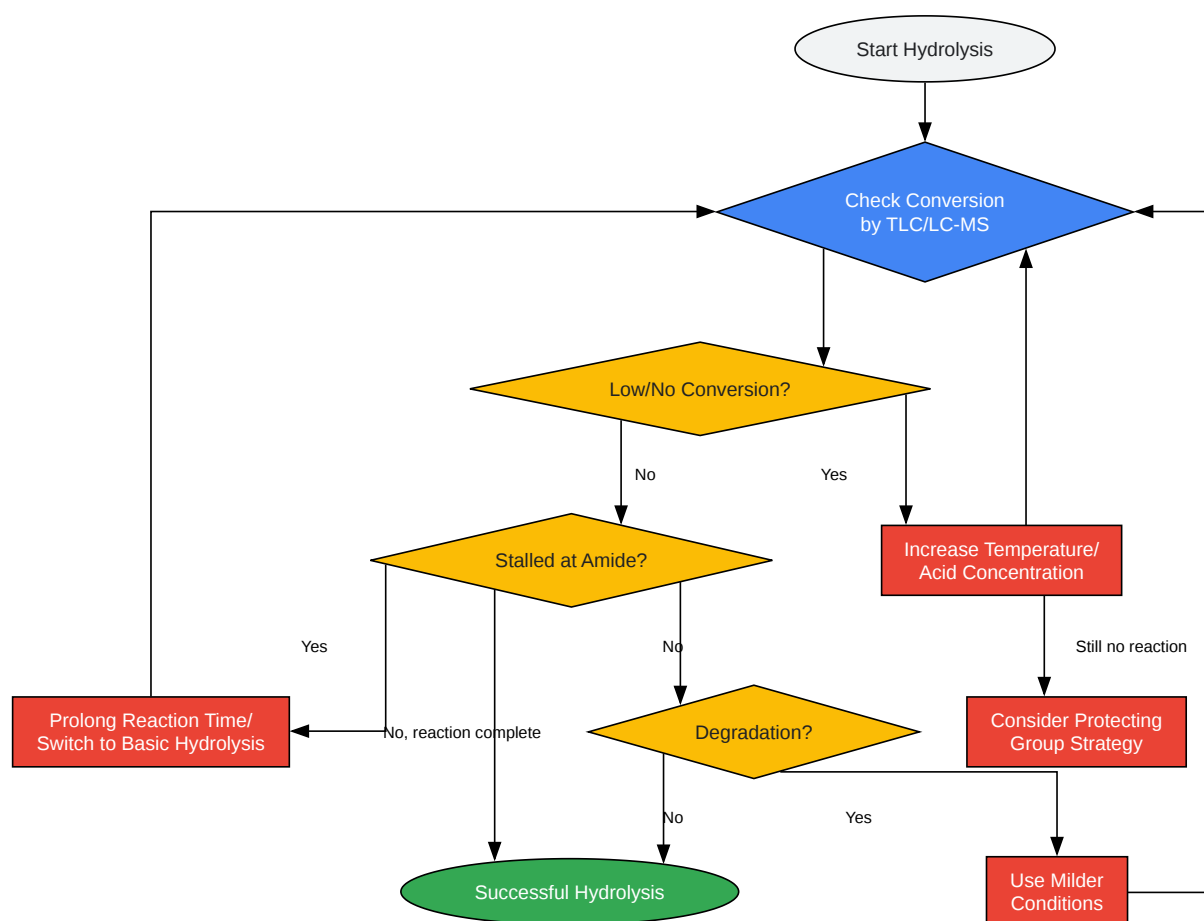 Start Hydrolysis
Check Conversion
by TLC/LC-MS
Low/No Conversion?
No
Yes
Increase Temperature/
Acid Concentration
Stalled at Amide?
Yes
No
Still no reaction
Prolong Reaction Time/
Switch to Basic Hydrolysis
No, reaction complete
Degradation?
Consider Protecting
Group Strategy
No
Yes
Successful Hydrolysis
Use Milder
Conditions